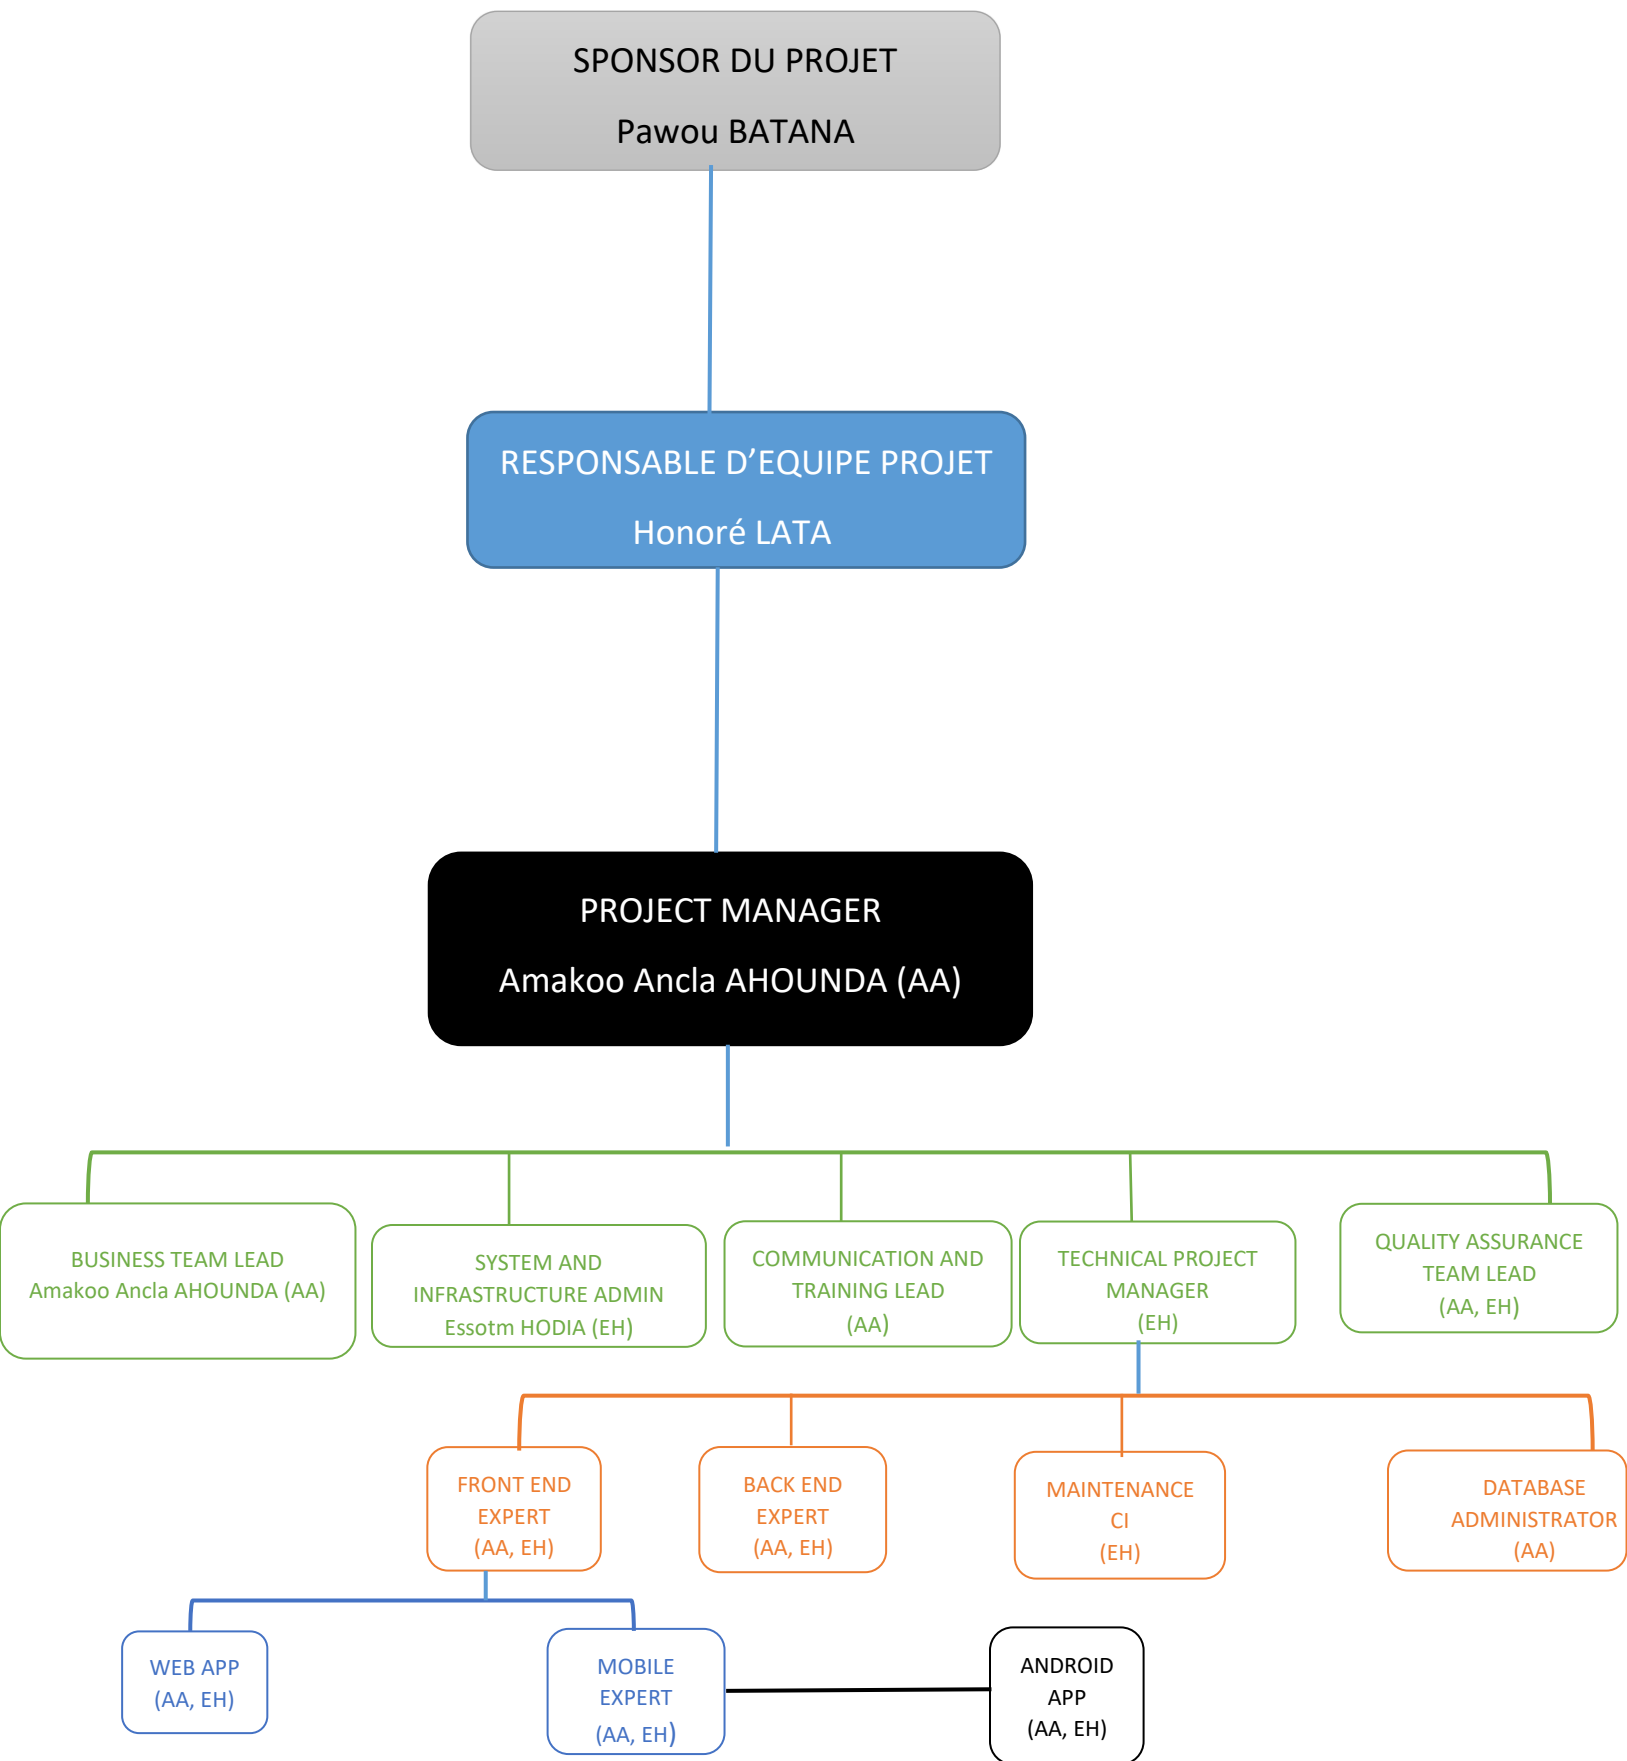 SPONSOR DU PROJET
Pawou BATANA
RESPONSABLE D’EQUIPE PROJET
Honoré LATA
PROJECT MANAGER
Amakoo Ancla AHOUNDA (AA)
BUSINESS TEAM LEAD
Amakoo Ancla AHOUNDA (AA)
SYSTEM AND
INFRASTRUCTURE ADMIN
Essotm HODIA (EH)
COMMUNICATION AND
TRAINING LEAD
(AA)
TECHNICAL PROJECT
MANAGER
(EH)
QUALITY ASSURANCE
TEAM LEAD
(AA, EH)
FRONT END
EXPERT
(AA, EH)
BACK END
EXPERT
(AA, EH)
MAINTENANCE
CI
(EH)
DATABASE
ADMINISTRATOR
(AA)
WEB APP
(AA, EH)
MOBILE
EXPERT
(AA, EH)
ANDROID
APP
(AA, EH)